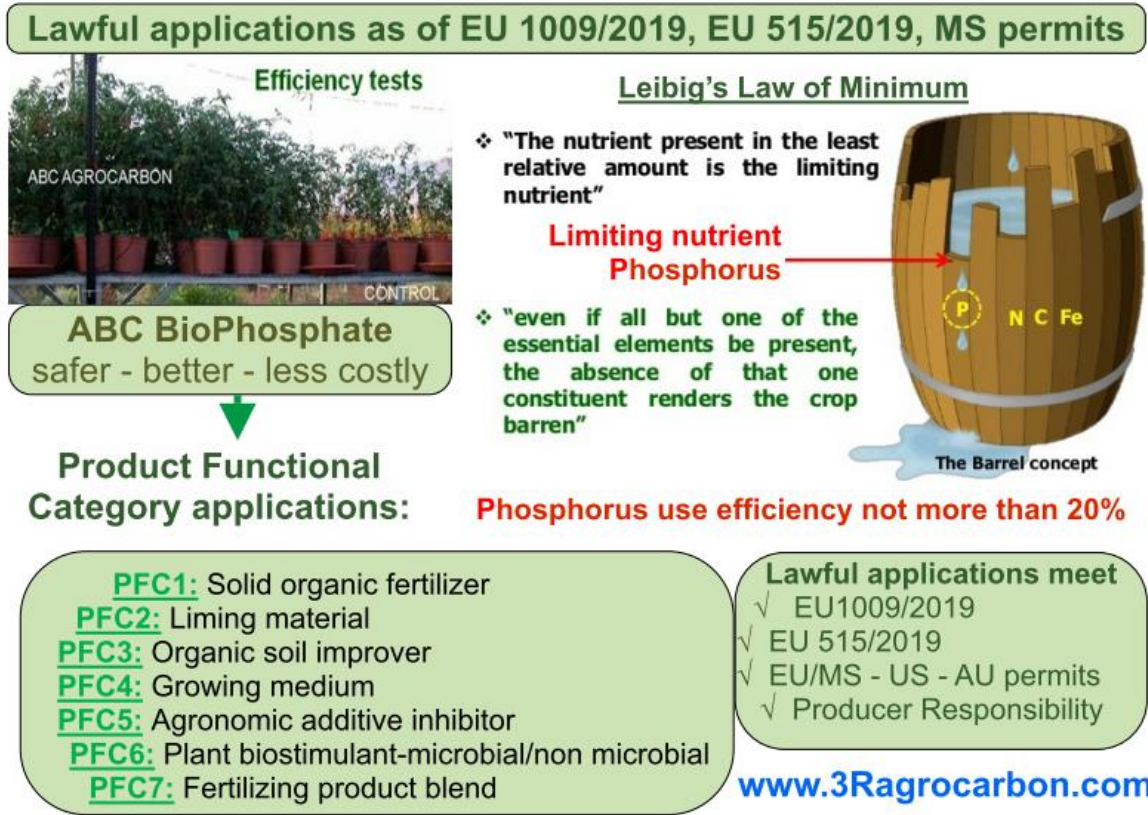 Lawful applications as of EU 1009/2019, EU 515/2019, MS permits
Efficiency tests
ABC AGROCARBON
CONTROL
ABC BioPhosphate
safer - better - less costly
Product Functional
Category applications:
Leibig's Law of Minimum
❖ "The nutrient present in the least
relative amount is the limiting
nutrient"
Limiting nutrient
Phosphorus
❖ "even if all but one of the
essential elements be present,
the absence of that one
constituent renders the crop
barren"
P
N C Fe
The Barrel concept
Phosphorus use efficiency not more than 20%
PFC1: Solid organic fertilizer
PFC2: Liming material
PFC3: Organic soil improver
PFC4: Growing medium
PFC5: Agronomic additive inhibitor
PFC6: Plant biostimulant-microbial/non microbial
PFC7: Fertilizing product blend
Lawful applications meet
√ EU1009/2019
√ EU 515/2019
√ EU/MS - US - AU permits
√ Producer Responsibility
www.3Ragrocarbon.com